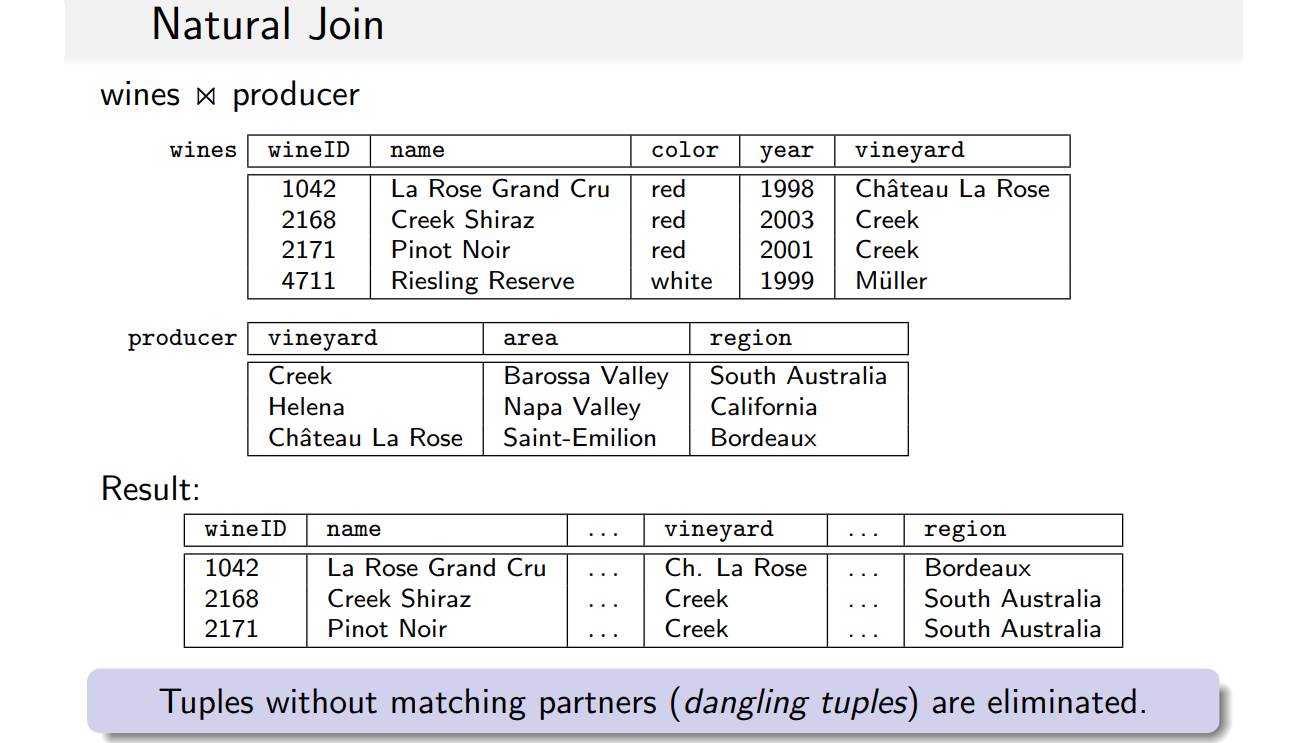 Natural Join
wines ⋈ producer
wines wineID name color year vineyard
1042 La Rose Grand Cru red 1998 Château La Rose
2168 Creek Shiraz red 2003 Creek
2171 Pinot Noir red 2001 Creek
4711 Riesling Reserve white 1999 Müller
producer vineyard area region
Creek Barossa Valley South Australia
Helena Napa Valley California
Château La Rose Saint-Emilion Bordeaux
Result:
wineID name ... vineyard ... region
1042 La Rose Grand Cru ... Ch. La Rose ... Bordeaux
2168 Creek Shiraz ... Creek ... South Australia
2171 Pinot Noir ... Creek ... South Australia
Tuples without matching partners (dangling tuples) are eliminated.